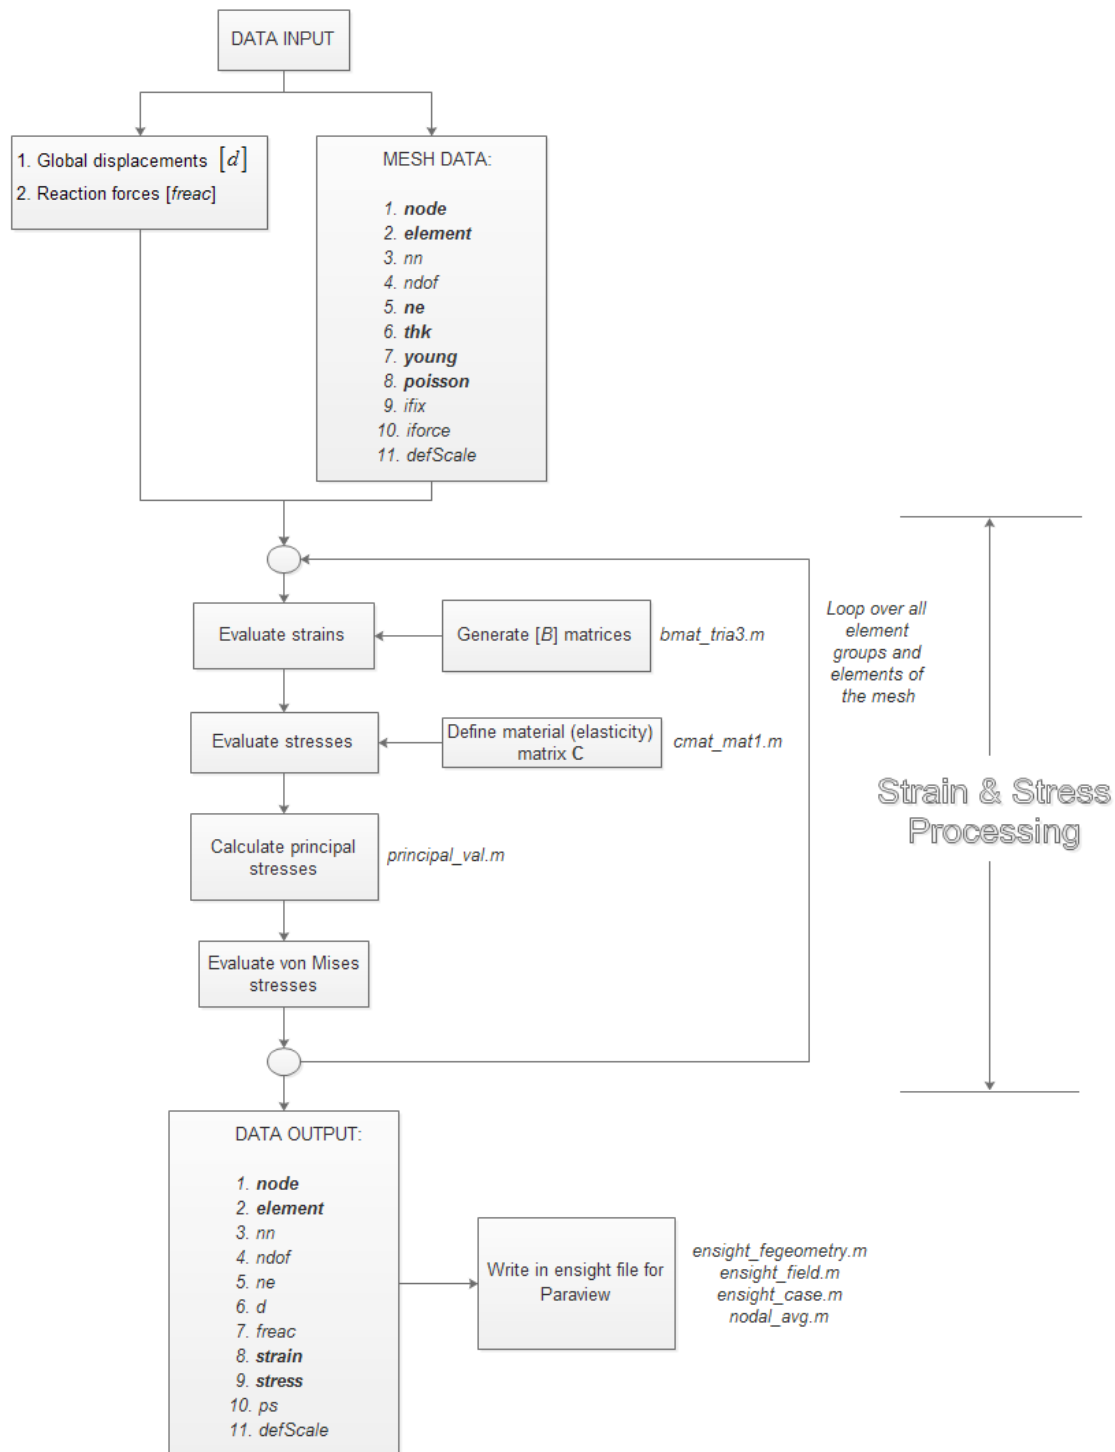 DATA INPUT
1. Global displacements [d]
2. Reaction forces [freac]
MESH DATA:
1. node
2. element
3. nn
4. ndof
5. ne
6. thk
7. young
8. poisson
9. ifix
10. iforce
11. defScale
Evaluate strains
Generate [B] matrices
bmat_tria3.m
Loop over all
element
groups and
elements of
the mesh
Evaluate stresses
Define material (elasticity)
matrix C
cmat_mat1.m
Strain & Stress
Processing
Calculate principal
stresses
principal_val.m
Evaluate von Mises
stresses
DATA OUTPUT:
1. node
2. element
3. nn
4. ndof
5. ne
6. d
7. freac
8. strain
9. stress
10. ps
11. defScale
Write in ensight file for
Paraview
ensight_fegeometry.m
ensight_field.m
ensight_case.m
nodal_avg.m